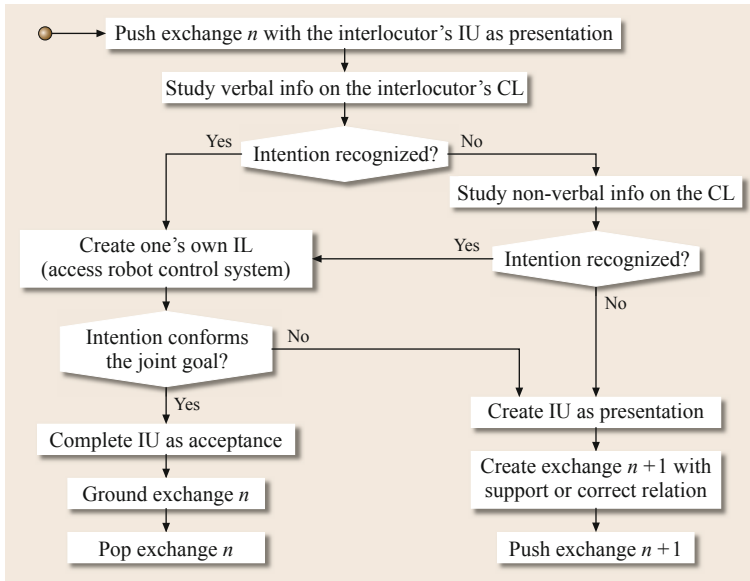 Push exchange n with the interlocutor's IU as presentation
Study verbal info on the interlocutor's CL
Yes
Intention recognized?
No
Study non-verbal info on the CL
Create one's own IL
(access robot control system)
Yes
Intention recognized?
No
Intention conforms
the joint goal?
No
Yes
Create IU as presentation
Complete IU as acceptance
Create exchange n+1 with
support or correct relation
Ground exchange n
Pop exchange n
Push exchange n+1